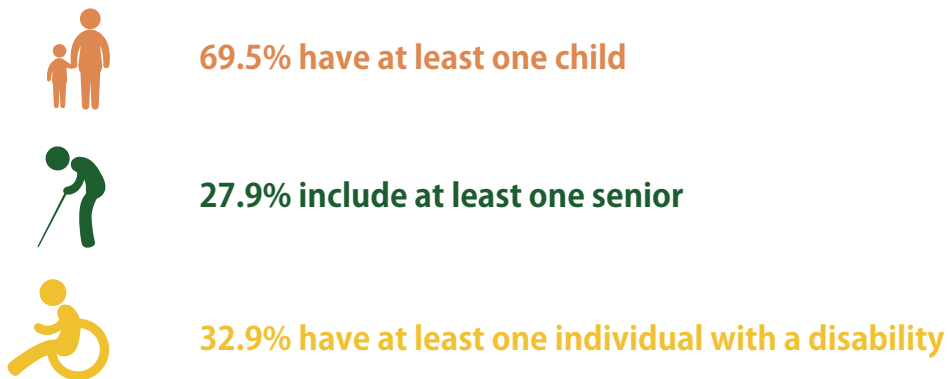 69.5% have at least one child
27.9% include at least one senior
32.9% have at least one individual with a disability